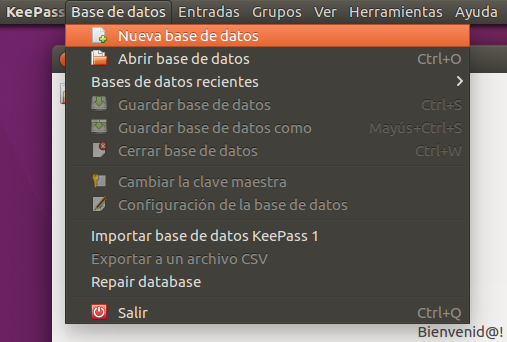 KeePass Base de datos Entradas Grupos Ver Herramientas Ayuda
Nueva base de datos
Abrir base de datos Ctrl+O
Bases de datos recientes
Guardar base de datos Ctrl+S
Guardar base de datos como Mayús+Ctrl+S
Cerrar base de datos Ctrl+W
Cambiar la clave maestra
Configuración de la base de datos
Importar base de datos KeePass 1
Exportar a un archivo CSV
Repair database
Salir Ctrl+Q
Bienvenid@!